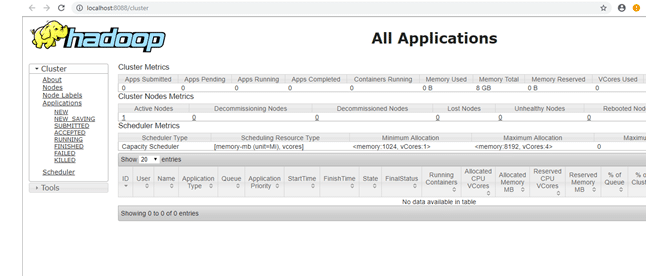 localhost:8088/cluster
hadoop
All Applications
Cluster
About
Nodes
Node Labels
Applications
NEW
NEW_SAVING
SUBMITTED
ACCEPTED
RUNNING
FINISHED
FAILED
KILLED
Scheduler
Tools
Cluster Metrics
Apps Submitted Apps Pending Apps Running Apps Completed Containers Running Memory Used Memory Total Memory Reserved VCores Used
0 0 0 0 0 0 B 8 GB 0 B 0
Cluster Nodes Metrics
Active Nodes Decommissioning Nodes Decommissioned Nodes Lost Nodes Unhealthy Nodes Rebooted Nod
1 0 0 0 0 0
Scheduler Metrics
Scheduler Type Scheduling Resource Type Minimum Allocation Maximum Allocation Maximu
Capacity Scheduler [memory-mb (unit=Mi), vcores] <memory:1024, vCores:1> <memory:8192, vCores:4> 0
Show 20 entries
ID User Name Application Type Queue Application Priority StartTime FinishTime State FinalStatus Running Containers Allocated CPU VCores Allocated Memory MB Reserved CPU VCores Reserved Memory MB % of Queue % of Clust
No data available in table
Showing 0 to 0 of 0 entries